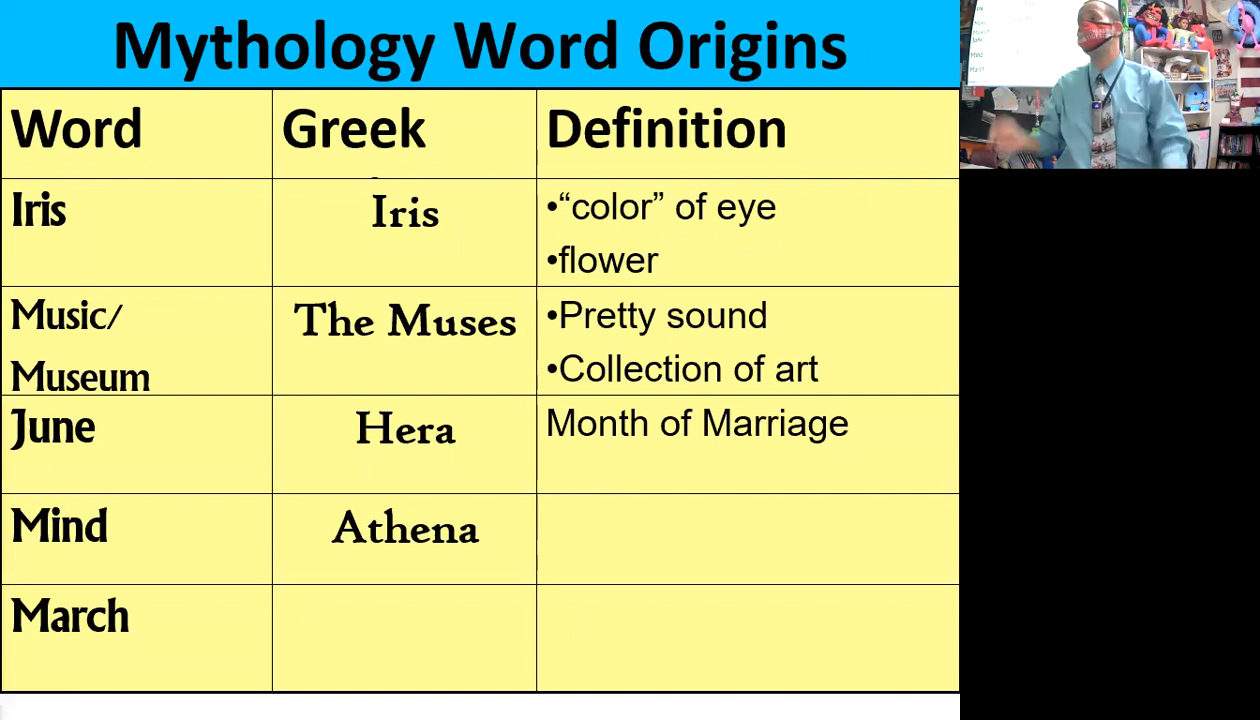 Mythology Word Origins
Word Greek Definition
Iris Iris •“color” of eye
•flower
Music/ The Muses •Pretty sound
Museum •Collection of art
June Hera Month of Marriage
Mind Athena
March